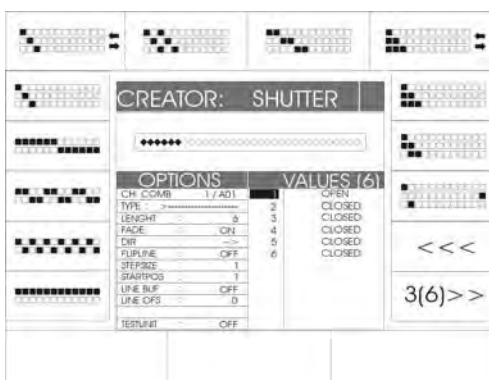 CREATOR: SHUTTER
OPTIONS
VALUES (6)
CH. COMB 1 / A01
TYPE :
LENGHT : 6
FADE : ON
DIR : -->
FLIPLINE : OFF
STEPSIZE : 1
STARTPOS : 1
LINE BUF : OFF
LINE OFS : 0
TESTUNIT : OFF
1 OPEN
2 CLOSED
3 CLOSED
4 CLOSED
5 CLOSED
6 CLOSED
<<<
3(6)>>